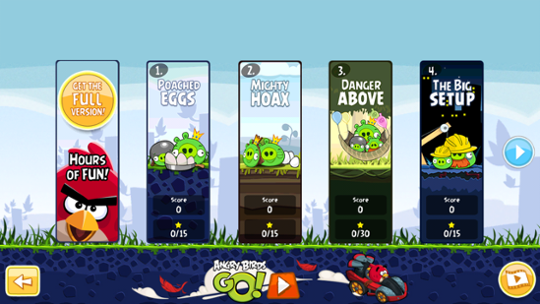 GET THE
FULL
VERSION!
HOURS
OF FUN!
1.
POACHED
EGGS
Score
0
0/15
2.
MIGHTY
HOAX
Score
0
0/15
3.
DANGER
ABOVE
Score
0
0/30
4.
THE BIG
SETUP
Score
0
0/15
ANGRY BIRDS
GO!